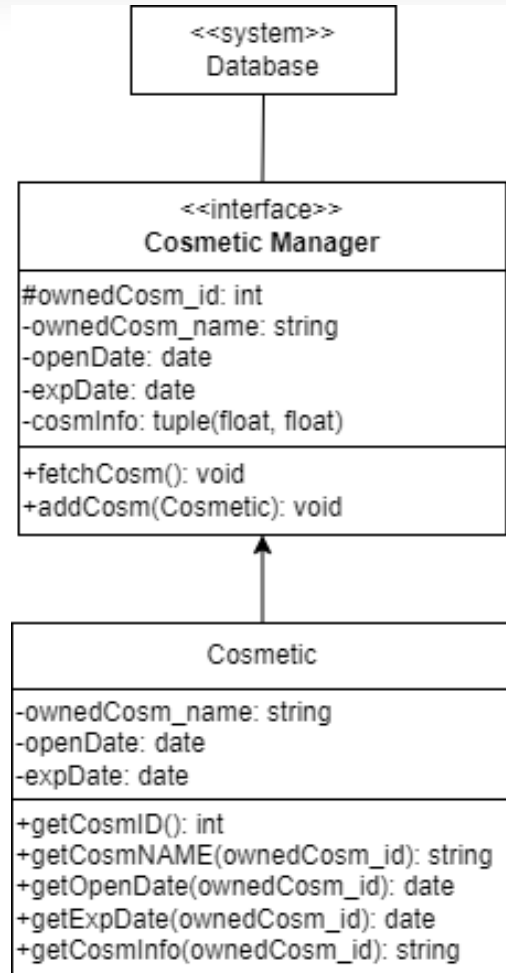 <<system>>
Database
<<interface>>
Cosmetic Manager
#ownedCosm_id: int
-ownedCosm_name: string
-openDate: date
-expDate: date
-cosmInfo: tuple(float, float)
+fetchCosm(): void
+addCosm(Cosmetic): void
Cosmetic
-ownedCosm_name: string
-openDate: date
-expDate: date
+getCosmID(): int
+getCosmNAME(ownedCosm_id): string
+getOpenDate(ownedCosm_id): date
+getExpDate(ownedCosm_id): date
+getCosmInfo(ownedCosm_id): string